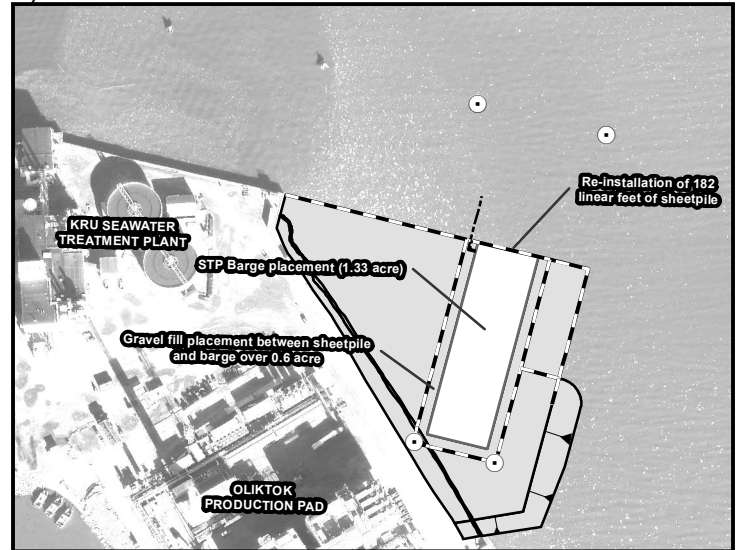 Re-installation of 182
linear feet of sheetpile
KRU SEAWATER
TREATMENT PLANT
STP Barge placement (1.33 acre)
Gravel fill placement between sheetpile
and barge over 0.6 acre
OLIKTOK
PRODUCTION PAD